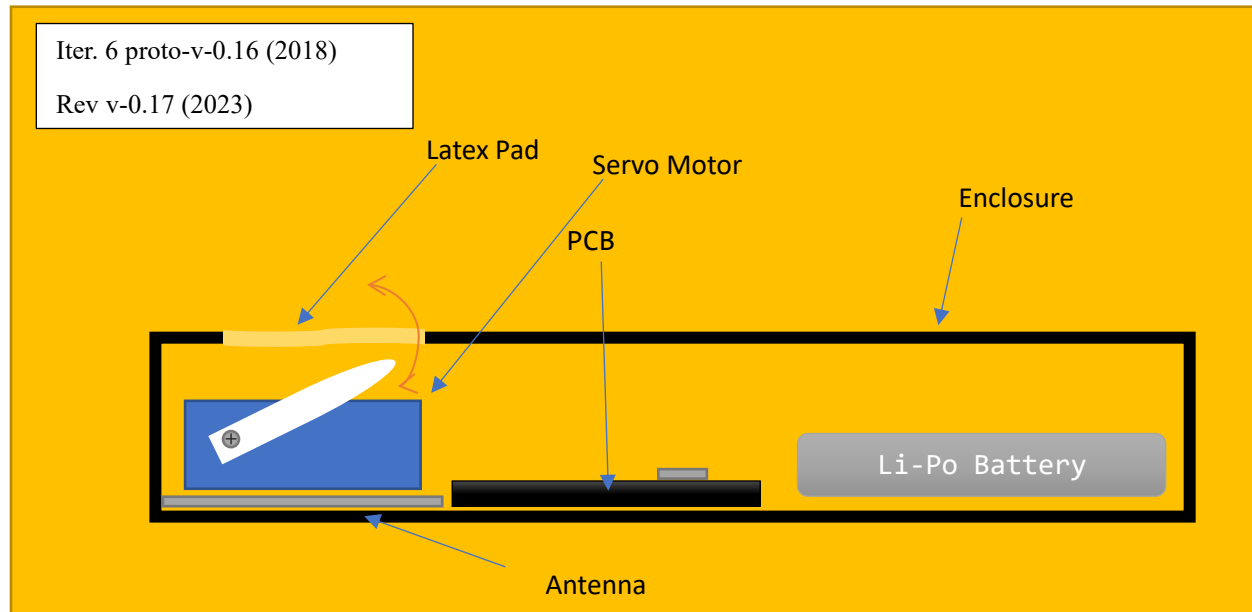 Iter. 6 proto-v-0.16 (2018)
Rev v-0.17 (2023)
Latex Pad
Servo Motor
Enclosure
PCB
Li-Po Battery
Antenna